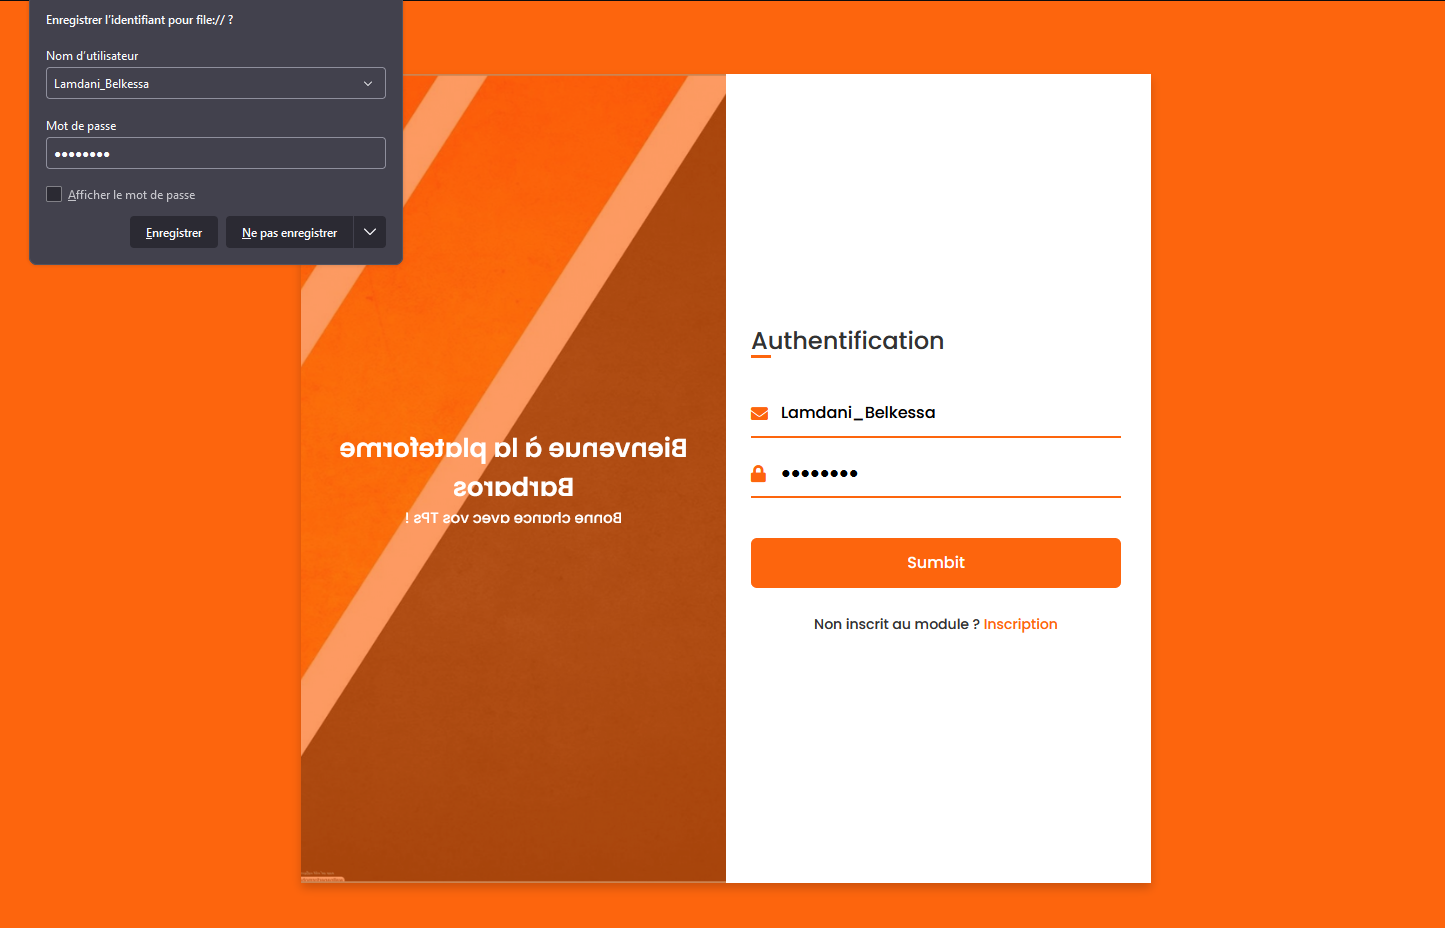 Enregistrer l'identifiant pour file:// ?
Nom d'utilisateur
Lamdani_Belkessa
Mot de passe
••••••••
Afficher le mot de passe
Enregistrer
Ne pas enregistrer
Bienvenue à la plateforme
Barbaros
Bonne chance avec vos TPs !
Authentification
Lamdani_Belkessa
••••••••
Sumbit
Non inscrit au module ? Inscription